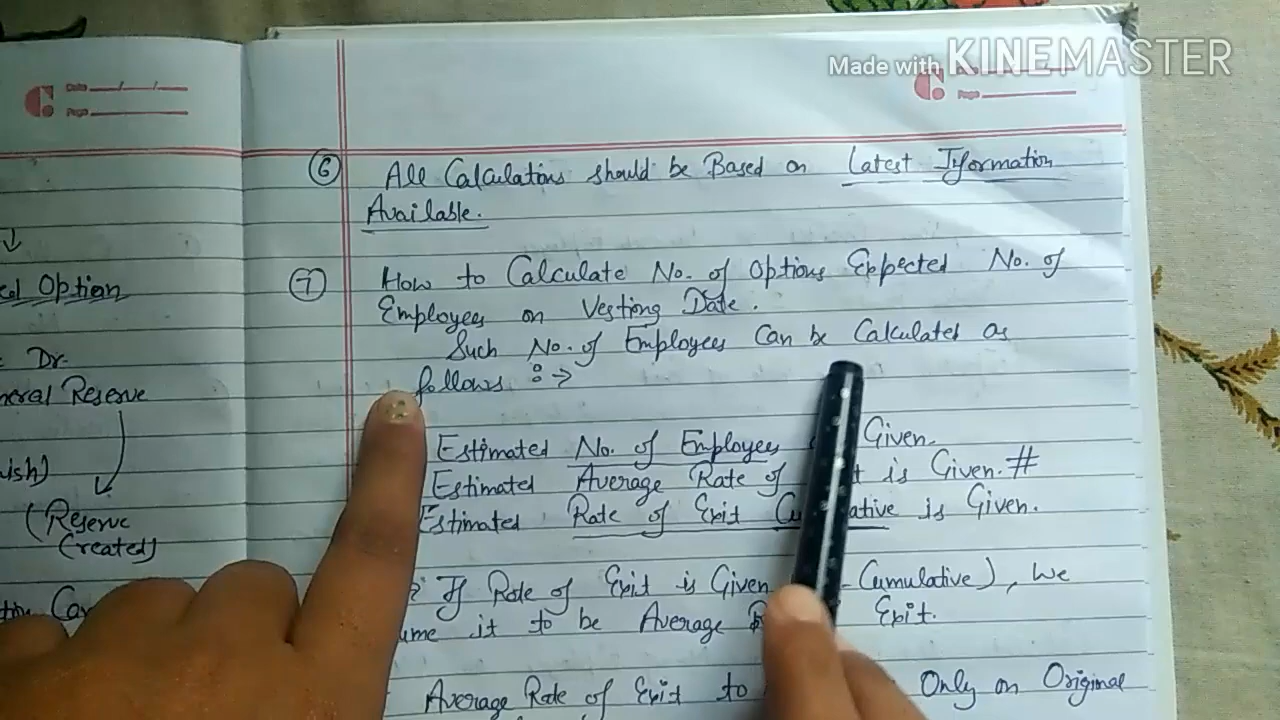 Made with KINEMASTER
Date
Page
Page
⑥ All Calculations should be Based on Latest Information
Available.
⑦ How to Calculate No. of Options Expected No. of
Employees on Vesting Date.
Such No. of Employees Can be Calculated as
follows :->
Estimated No. of Employees Given.
Estimated Average Rate of is Given. #
Estimated Rate of Exit is Given.
If Rate of Exit is Given Cumulative), We
it to be Average Exit.
Average Rate of Exit to Only on Original
Option
Dr.
Reserve
(Reserve
Created)